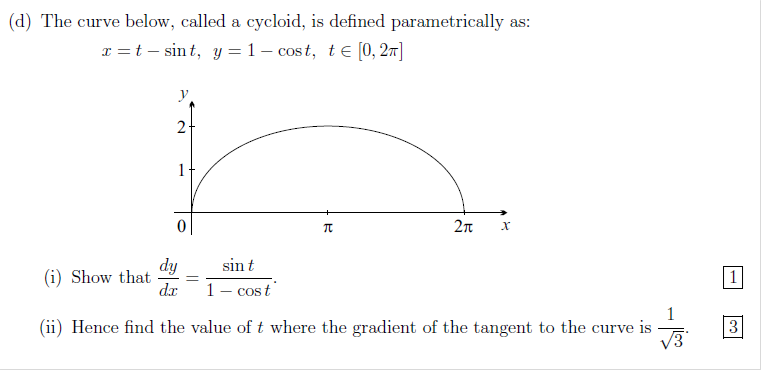 (d) The curve below, called a cycloid, is defined parametrically as:
x = t − sin t, y = 1 − cos t, t ∈ [0, 2π]
y
2
1
0 π 2π x
(i) Show that dy/dx = sin t/(1 − cos t). 1
(ii) Hence find the value of t where the gradient of the tangent to the curve is 1/√3. 3